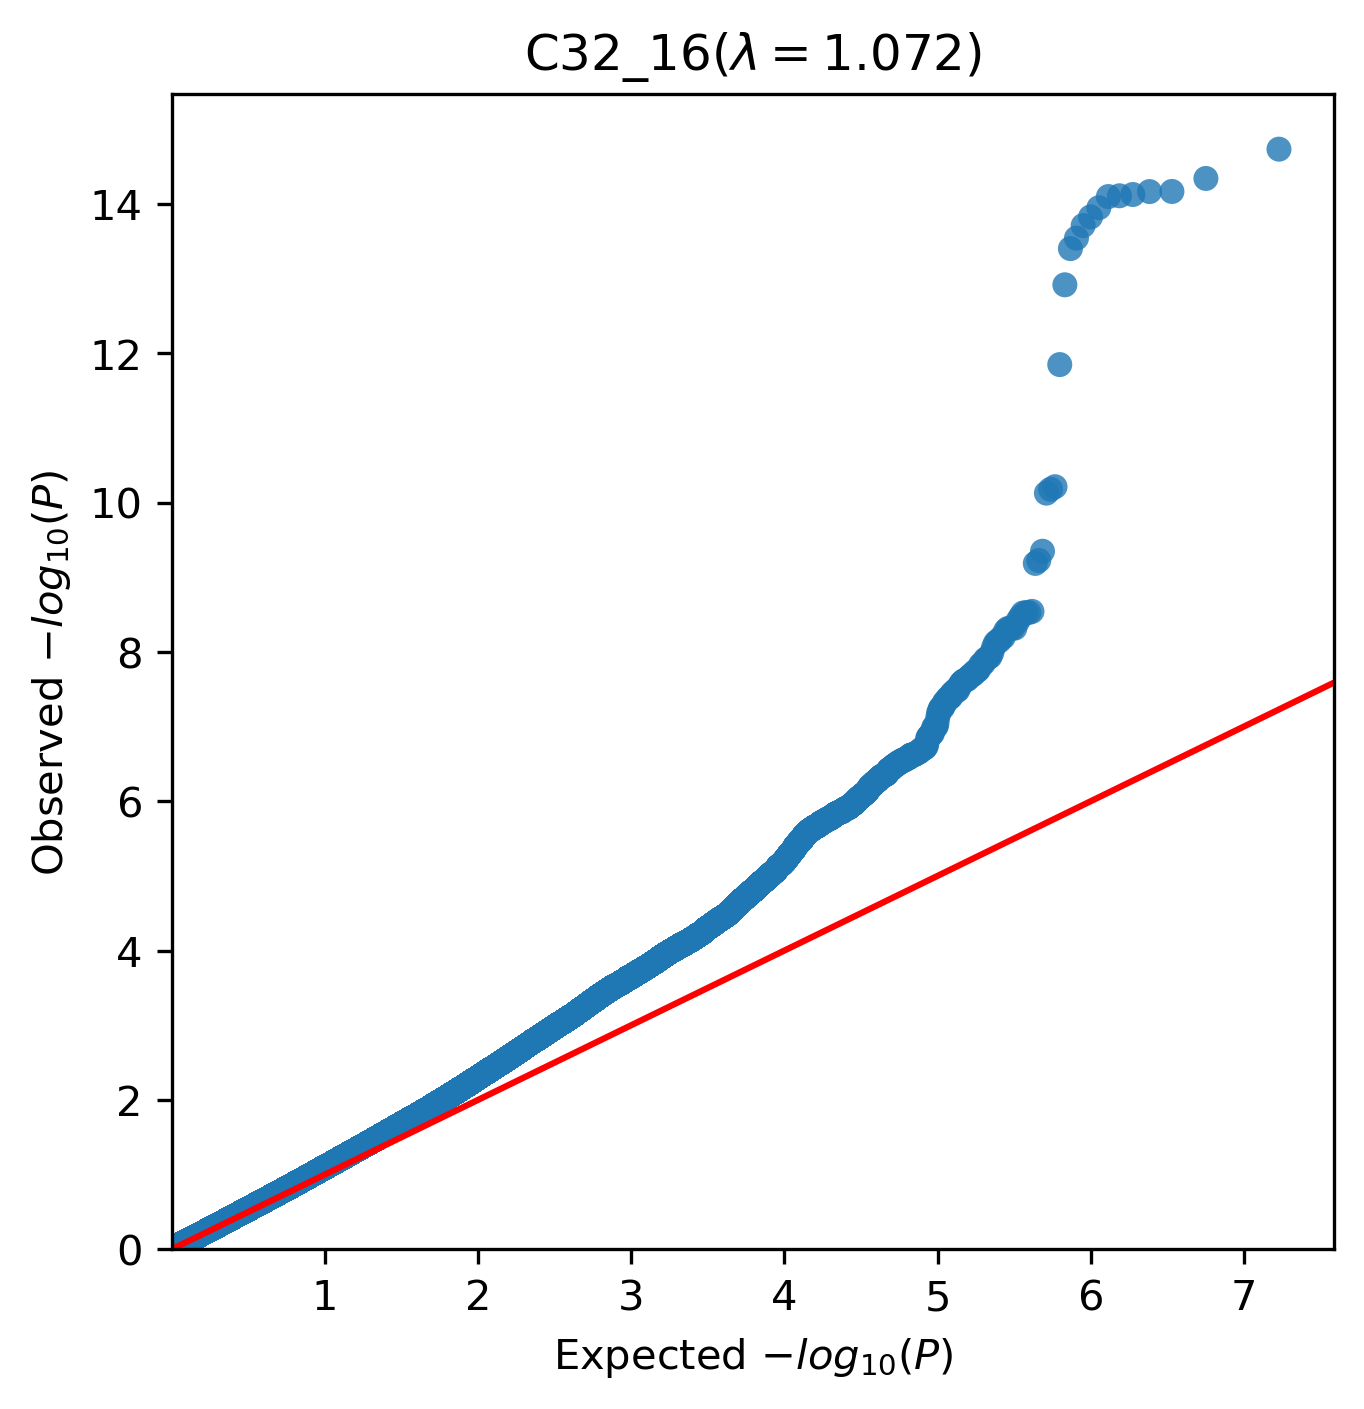 C32_16(λ = 1.072)
Observed −log₁₀(P)
14
12
10
8
6
4
2
0
1 2 3 4 5 6 7
Expected −log₁₀(P)